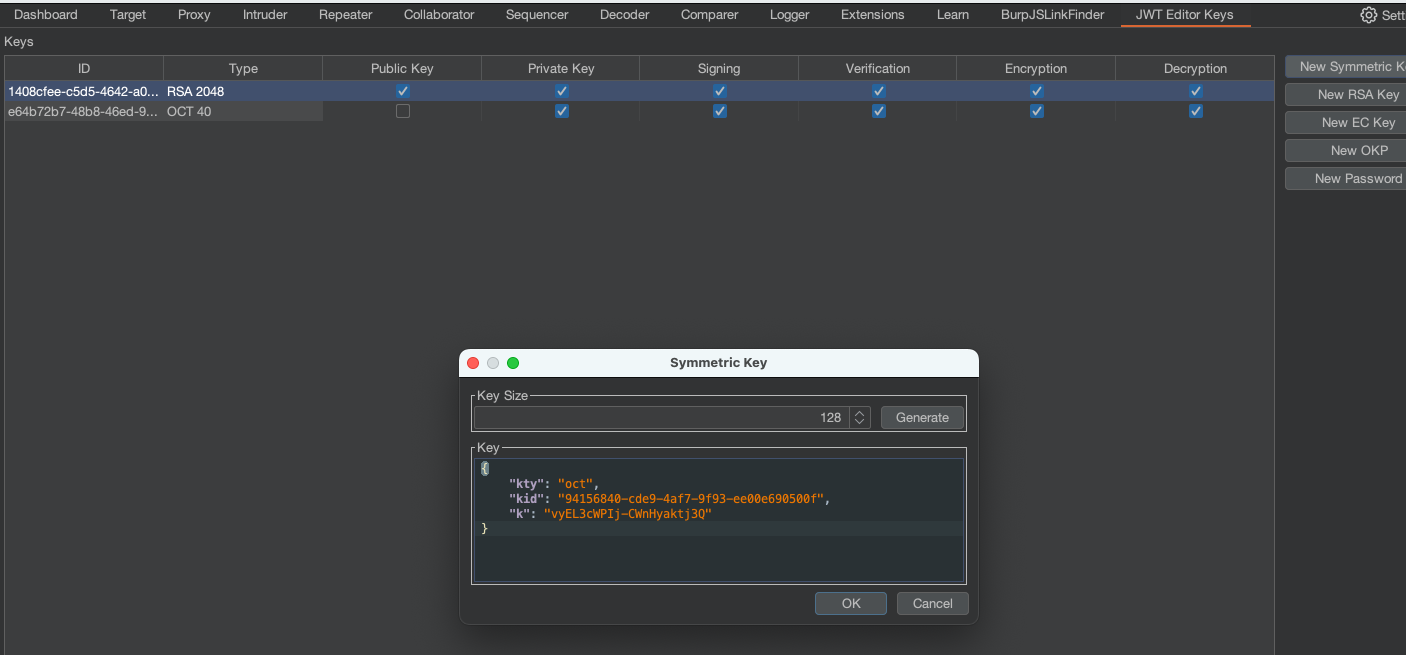 Dashboard Target Proxy Intruder Repeater Collaborator Sequencer Decoder Comparer Logger Extensions Learn BurpJSLinkFinder JWT Editor Keys Sett
Keys
ID Type Public Key Private Key Signing Verification Encryption Decryption
1408cfee-c5d5-4642-a0... RSA 2048
e64b72b7-48b8-46ed-9... OCT 40
New Symmetric K
New RSA Key
New EC Key
New OKP
New Password
Symmetric Key
Key Size
128 Generate
Key
{
"kty": "oct",
"kid": "94156840-cde9-4af7-9f93-ee00e690500f",
"k": "vyEL3cWPIj-CWnHyaktj3Q"
}
OK Cancel